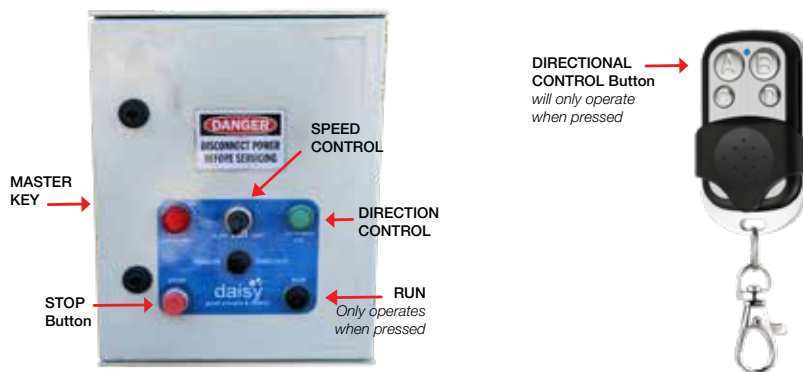 DIRECTIONAL
CONTROL Button
will only operate
when pressed
A B
C D
DANGER
DISCONNECT POWER
BEFORE SERVICING
SPEED
CONTROL
MASTER
KEY
DIRECTION
CONTROL
daisy
STOP
Button
RUN
Only operates
when pressed